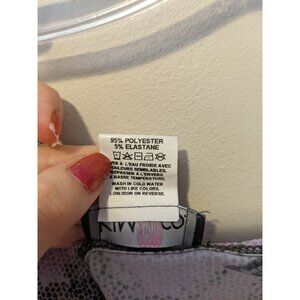 95% POLYESTER
5% ELASTANE
LAVER À L'EAU FROIDE AVEC
COULEURS SEMBLABLES.
REPASSER À L'ENVERS
À BASSE TEMPÉRATURE.
WASH IN COLD WATER
WITH LIKE COLORS.
LOW IRON ON REVERSE.